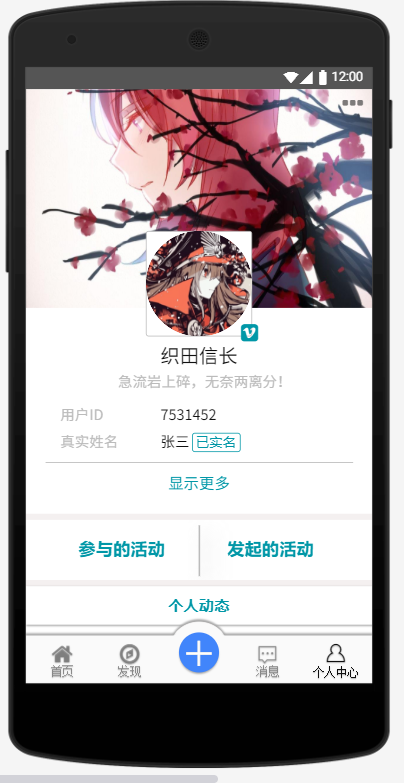 12:00
织田信长
急流岩上碎，无奈两离分！
用户ID 7531452
真实姓名 张三 已实名
显示更多
参与的活动 发起的活动
个人动态
首页 发现 消息 个人中心